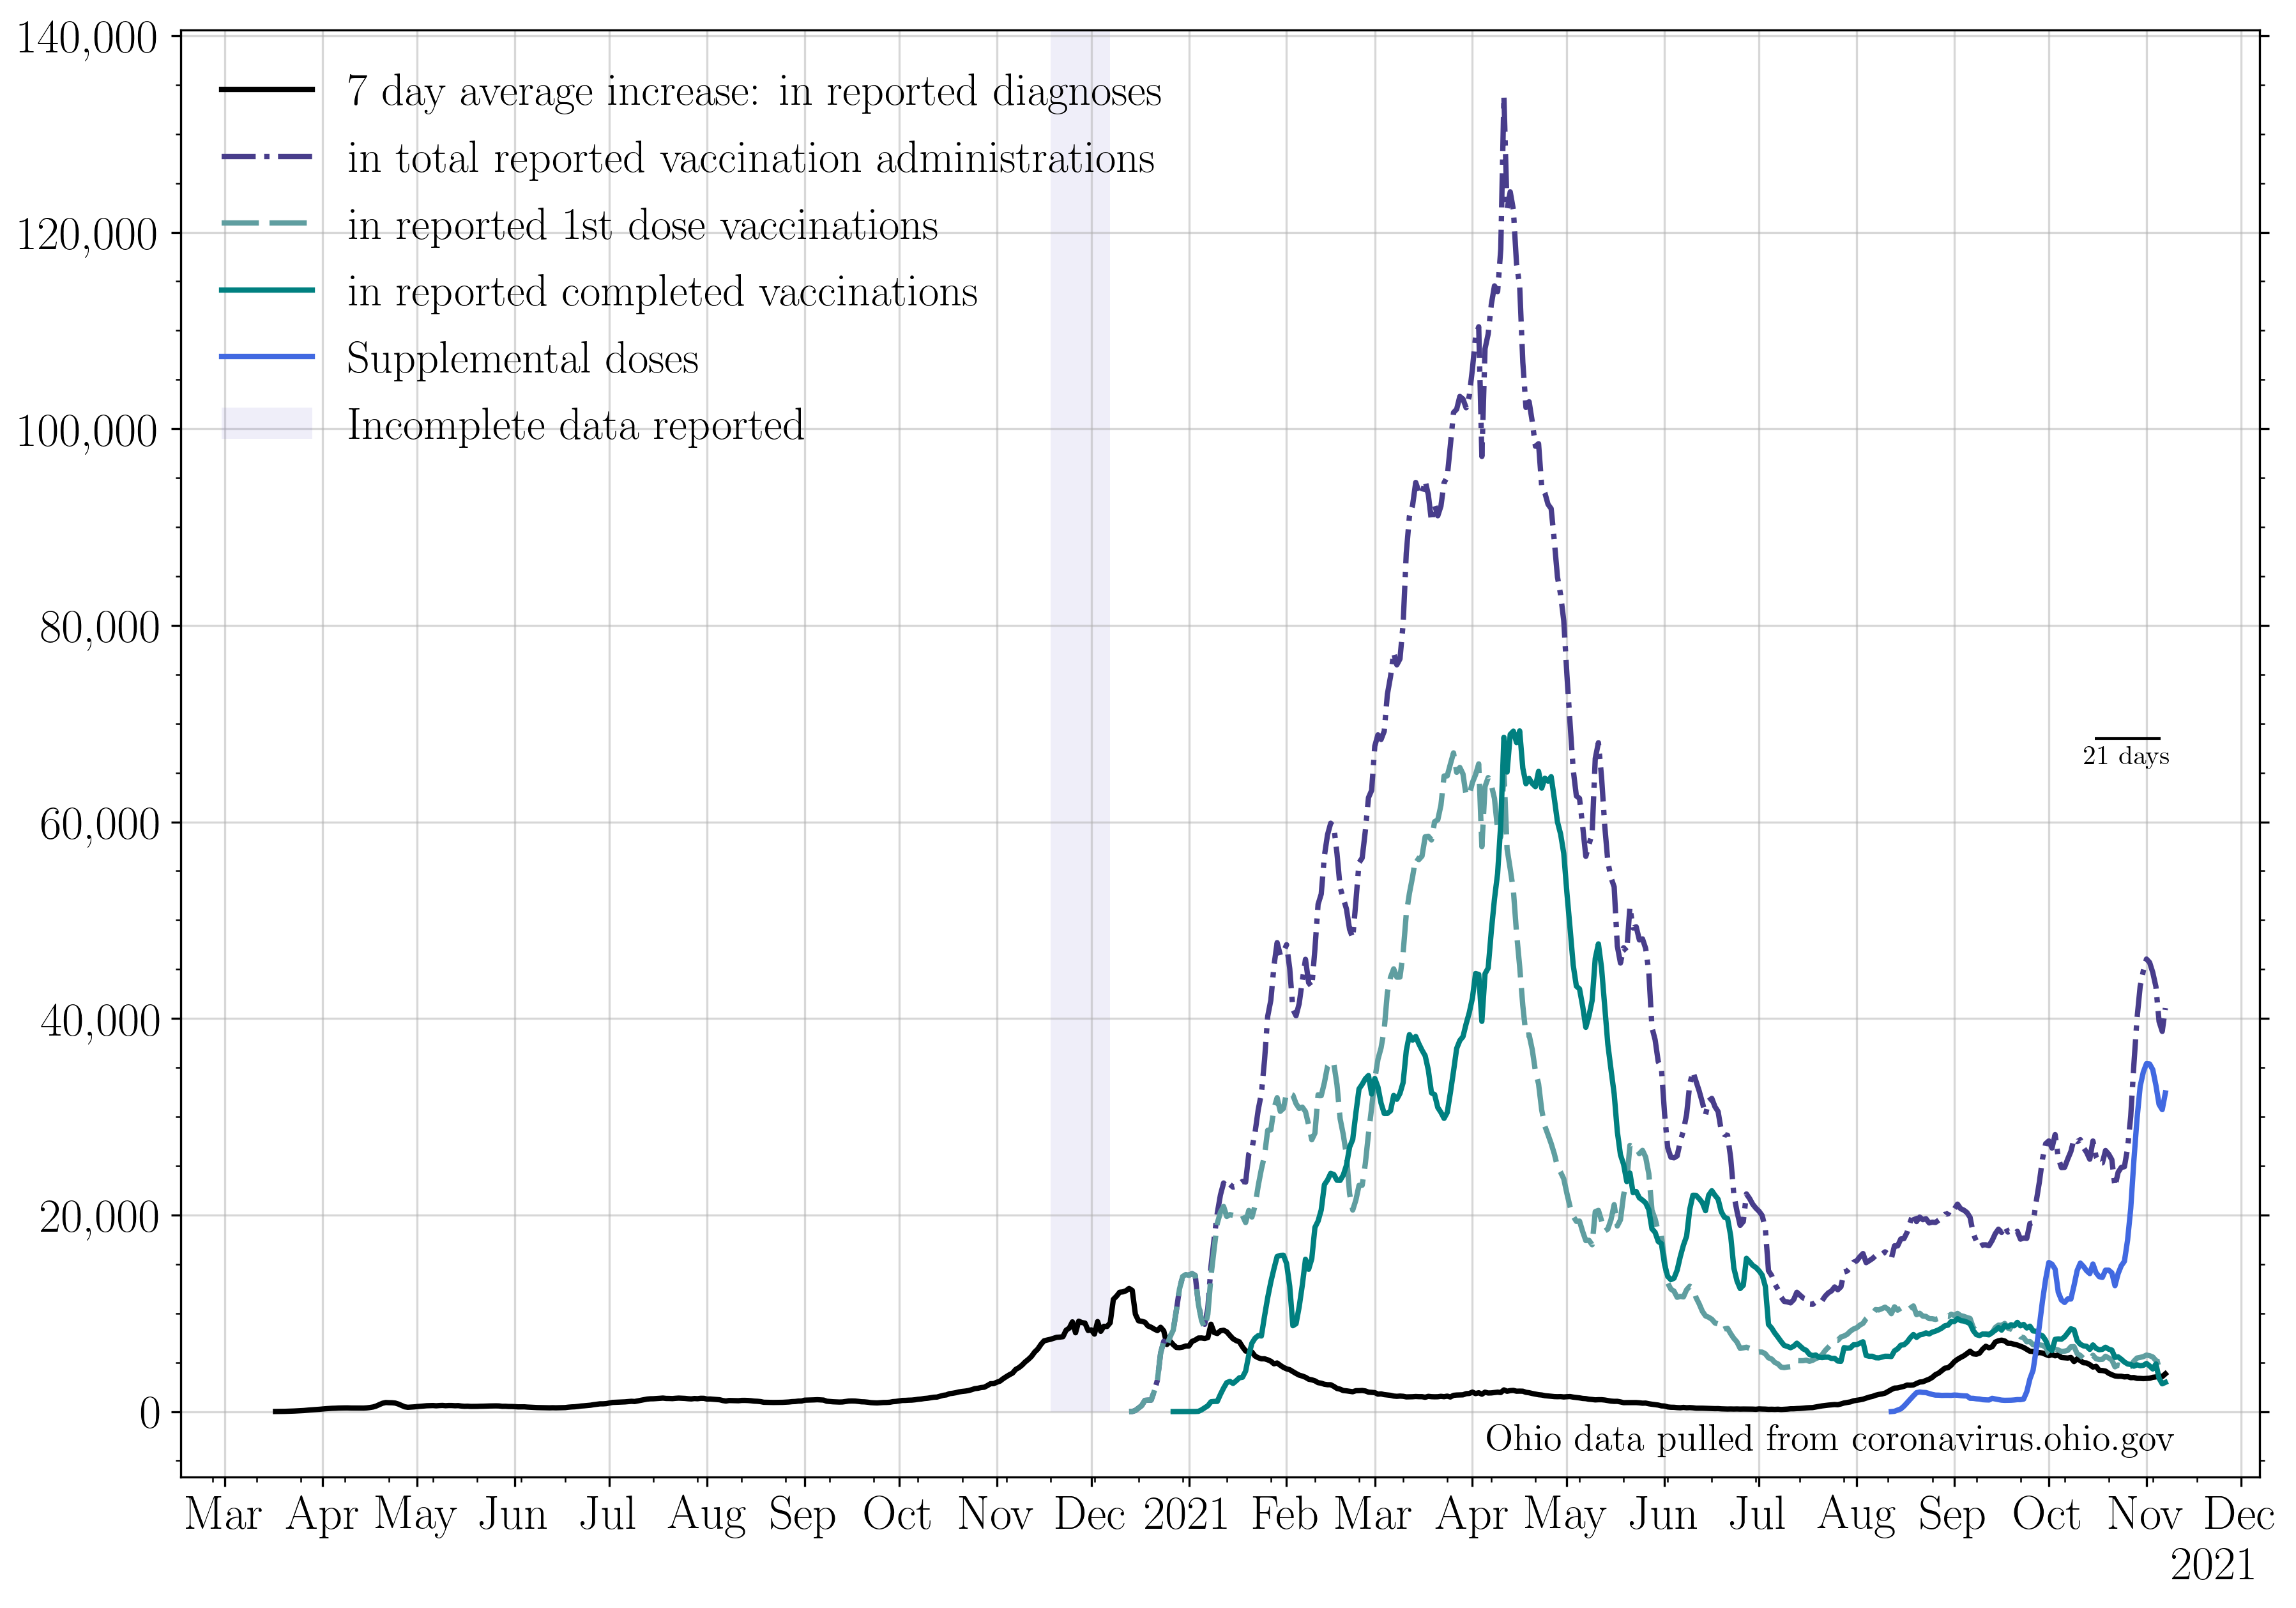 140,000
120,000
100,000
80,000
60,000
40,000
20,000
0
7 day average increase: in reported diagnoses
in total reported vaccination administrations
in reported 1st dose vaccinations
in reported completed vaccinations
Supplemental doses
Incomplete data reported
21 days
Ohio data pulled from coronavirus.ohio.gov
Mar Apr May Jun Jul Aug Sep Oct Nov Dec 2021 Feb Mar Apr May Jun Jul Aug Sep Oct Nov Dec
2021